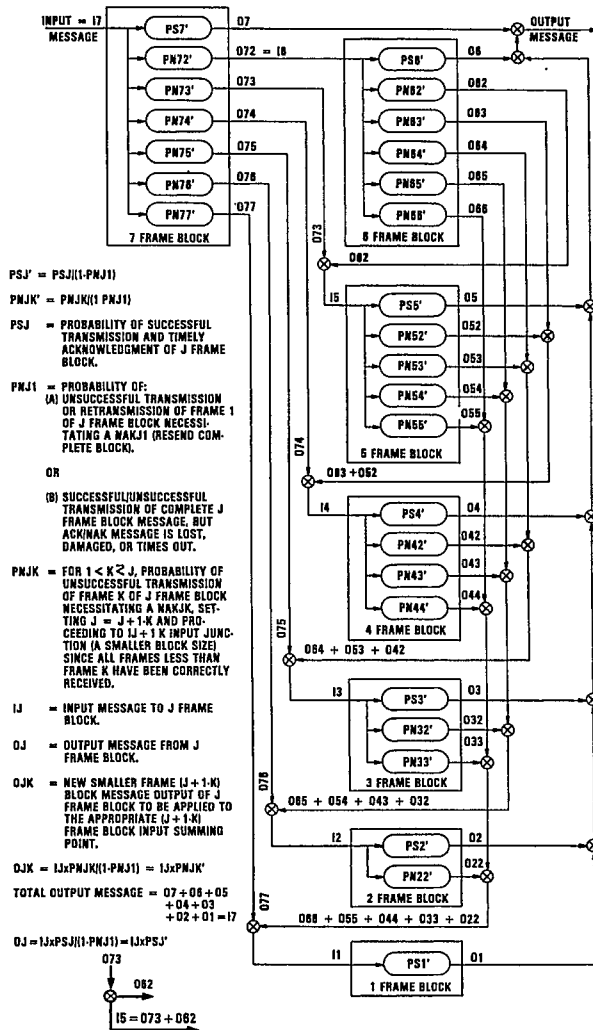 INPUT = I7
MESSAGE
PS7'
O7
OUTPUT
MESSAGE
PN72'
O72 = I6
PN73'
O73
PN74'
O74
PN75'
O75
PN76'
O76
PN77'
O77
7 FRAME BLOCK
PS6'
O6
PN62'
O62
PN63'
O63
PN64'
O64
PN65'
O65
PN66'
O66
6 FRAME BLOCK
O73
O62
I5
PS5'
O5
PN52'
O52
PN53'
O53
PN54'
O54
PN55'
O55
5 FRAME BLOCK
O74
O63 + O52
I4
PS4'
O4
PN42'
O42
PN43'
O43
PN44'
O44
4 FRAME BLOCK
O75
O64 + O53 + O42
I3
PS3'
O3
PN32'
O32
PN33'
O33
3 FRAME BLOCK
O76
O65 + O54 + O43 + O32
I2
PS2'
O2
PN22'
O22
2 FRAME BLOCK
O77
O66 + O55 + O44 + O33 + O22
I1
PS1'
O1
1 FRAME BLOCK
PSJ' = PSJ/(1-PNJ1)
PNJK' = PNJK/(1 PNJ1)
PSJ = PROBABILITY OF SUCCESSFUL
TRANSMISSION AND TIMELY
ACKNOWLEDGMENT OF J FRAME
BLOCK.
PNJ1 = PROBABILITY OF:
(A) UNSUCCESSFUL TRANSMISSION
OR RETRANSMISSION OF FRAME 1
OF J FRAME BLOCK NECESSI-
TATING A NAKJ1 (RESEND COM-
PLETE BLOCK).
OR
(B) SUCCESSFUL/UNSUCCESSFUL
TRANSMISSION OF COMPLETE J
FRAME BLOCK MESSAGE, BUT
ACK/NAK MESSAGE IS LOST,
DAMAGED, OR TIMES OUT.
PNJK = FOR 1 < K ≷ J, PROBABILITY OF
UNSUCCESSFUL TRANSMISSION
OF FRAME K OF J FRAME BLOCK
NECESSITATING A NAKJK, SET-
TING J = J+1-K AND PRO-
CEEDING TO IJ+1 K INPUT JUNC-
TION (A SMALLER BLOCK SIZE)
SINCE ALL FRAMES LESS THAN
FRAME K HAVE BEEN CORRECTLY
RECEIVED.
IJ = INPUT MESSAGE TO J FRAME
BLOCK.
OJ = OUTPUT MESSAGE FROM J
FRAME BLOCK.
OJK = NEW SMALLER FRAME (J+1-K)
BLOCK MESSAGE OUTPUT OF J
FRAME BLOCK TO BE APPLIED TO
THE APPROPRIATE (J+1-K)
FRAME BLOCK INPUT SUMMING
POINT.
OJK = IJxPNJK/(1-PNJ1) = IJxPNJK'
TOTAL OUTPUT MESSAGE = O7+O6+O5
+O4+O3
+O2+O1=I7
OJ=IJxPSJ/(1-PNJ1)=IJxPSJ'
O73
O62
I5=O73+O62